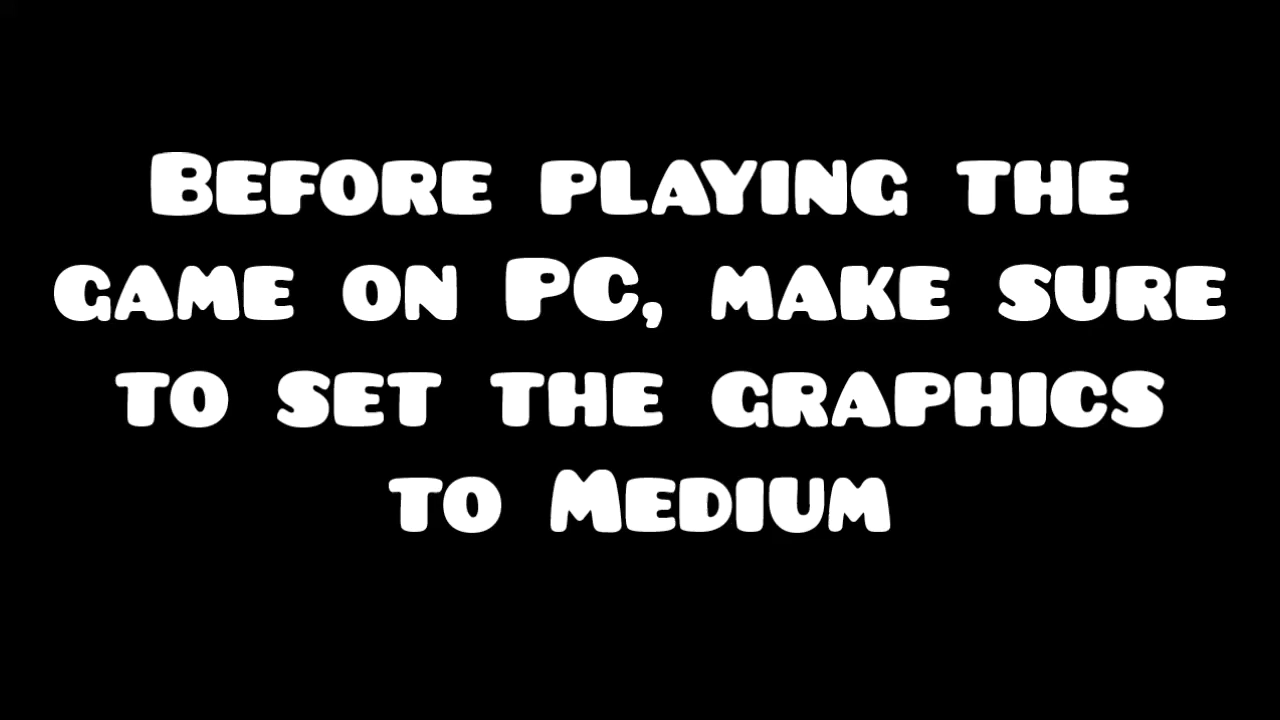 Before playing the
game on PC, make sure
to set the graphics
to Medium